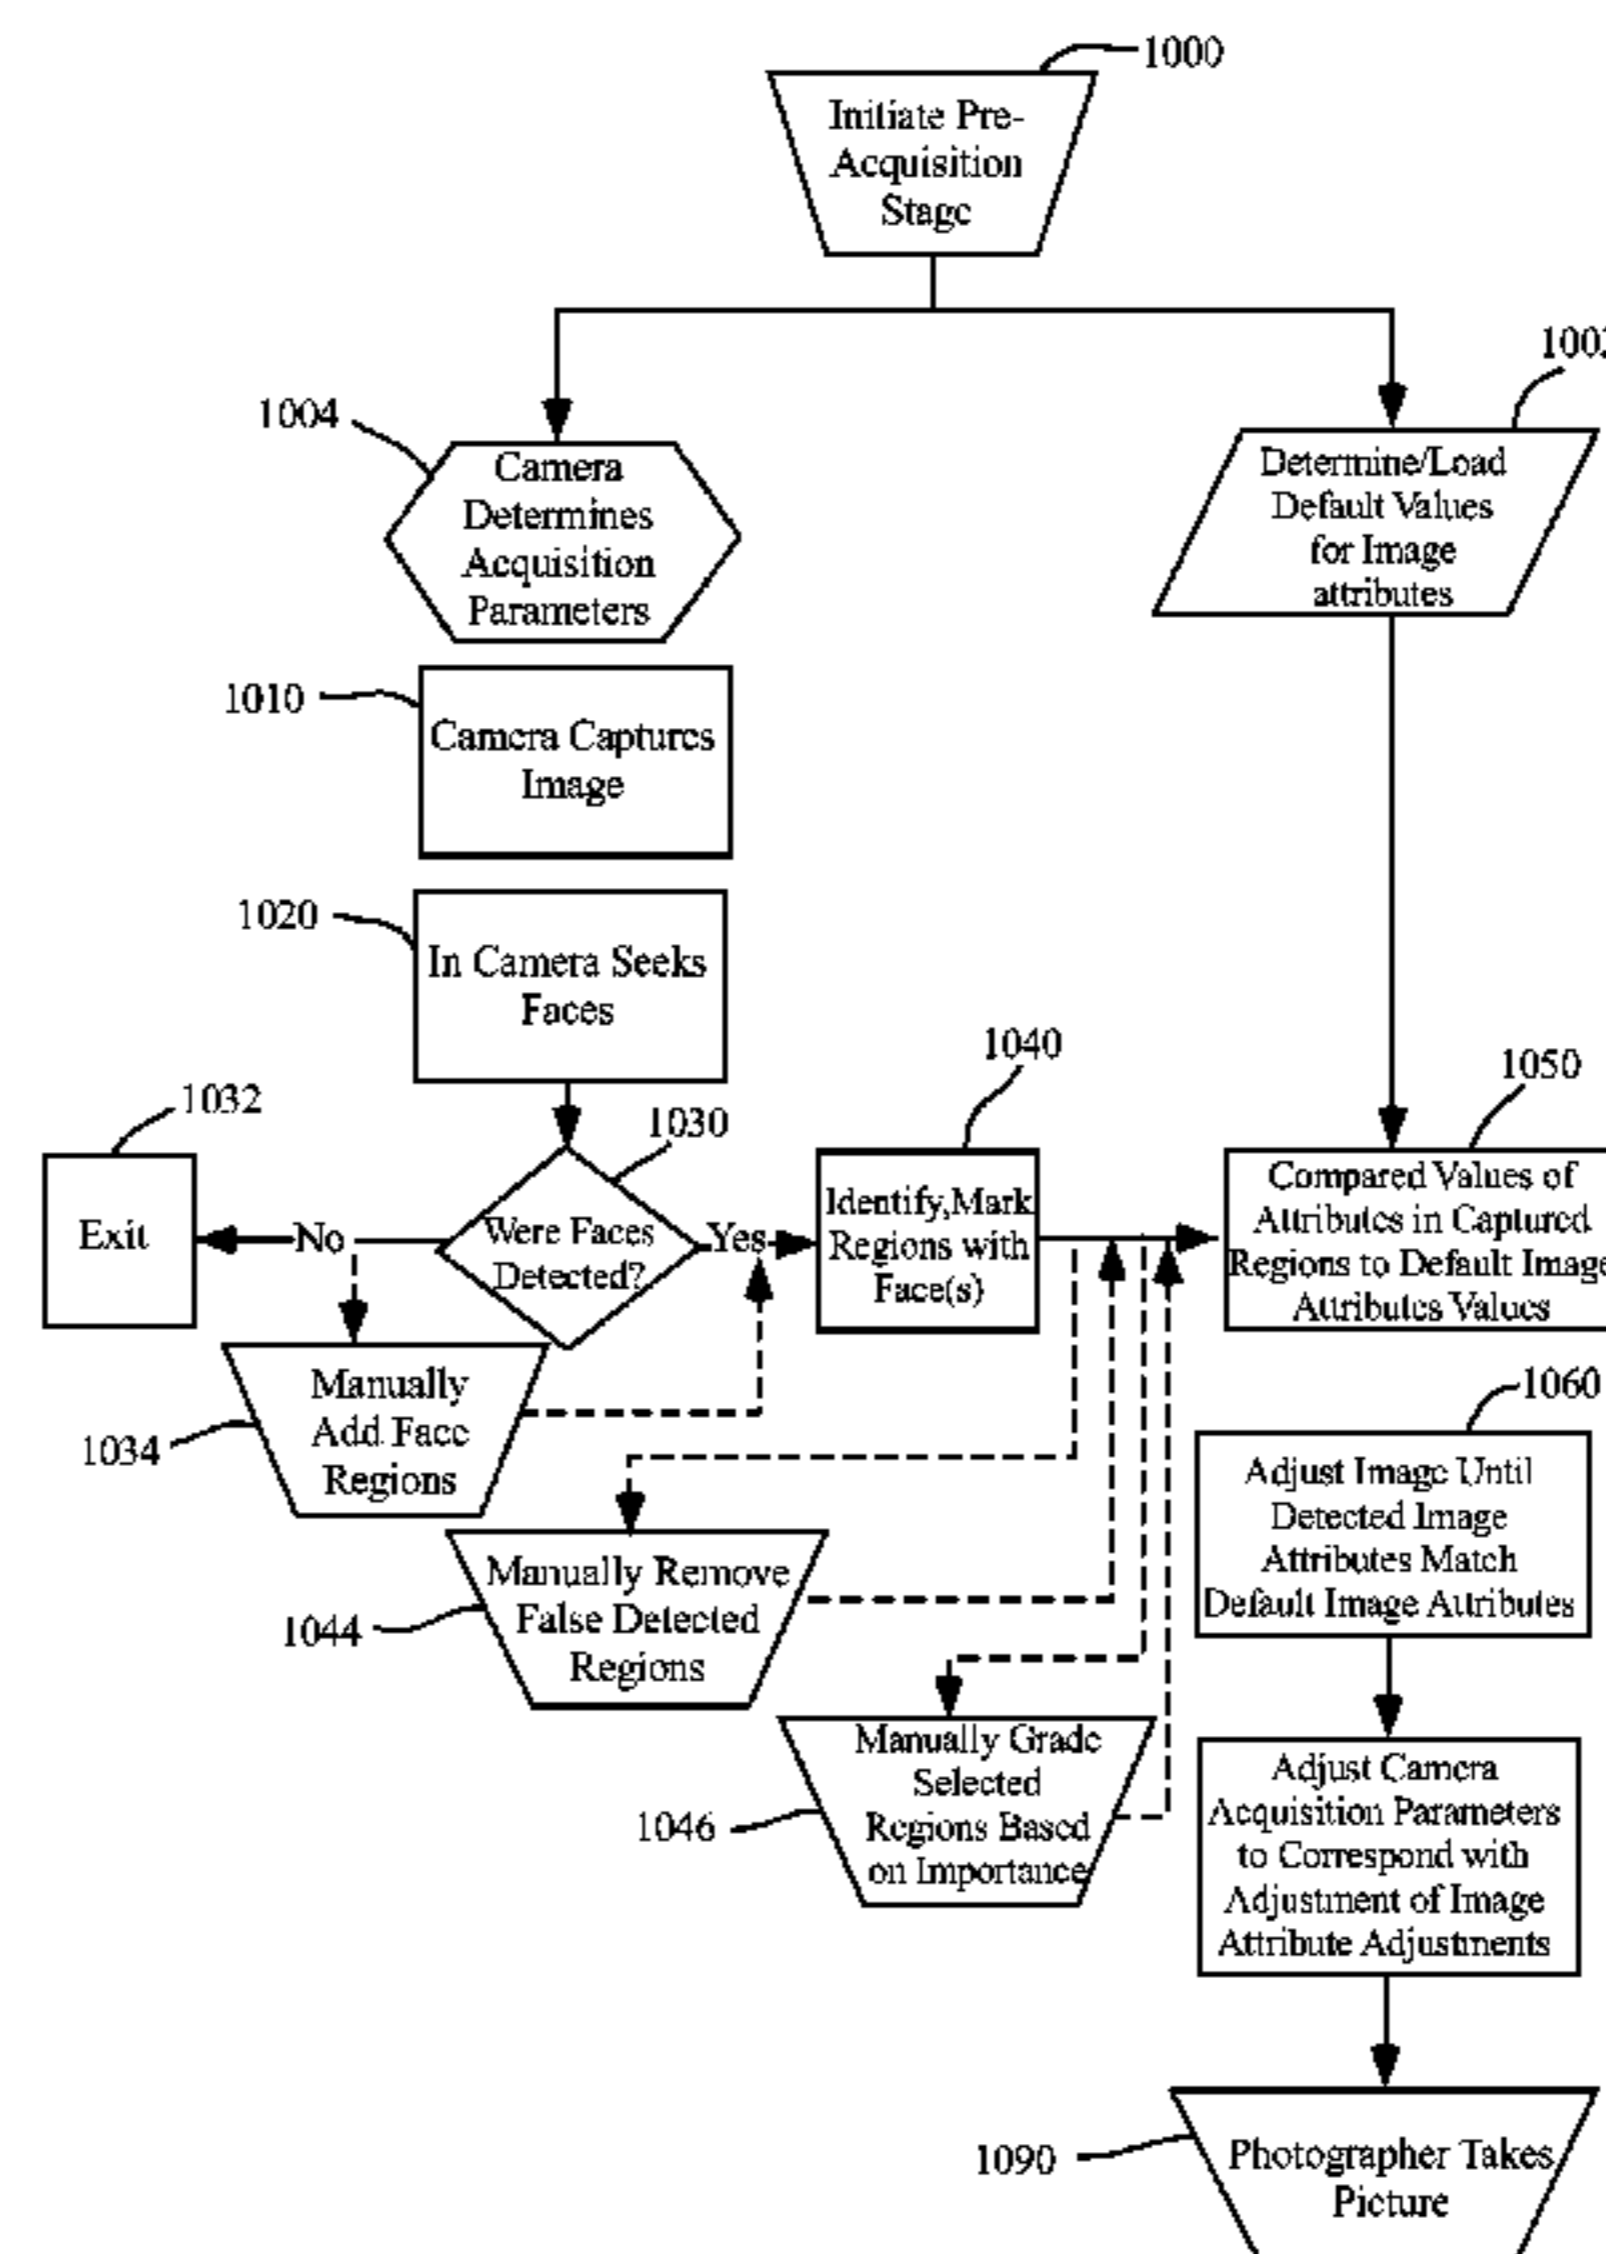 1000
Initiate Pre-
Acquisition
Stage
1004
Camera
Determines
Acquisition
Parameters
Determine/Load
Default Values
for Image
attributes
1010
Camera Captures
Image
1020
In Camera Seeks
Faces
1032
Exit
No
1030
Were Faces
Detected?
Yes
1040
Identify,Mark
Regions with
Face(s)
1050
Compared Values of
Attributes in Captured
Regions to Default Image
Attributes Values
1034
Manually
Add Face
Regions
1060
Adjust Image Until
Detected Image
Attributes Match
Default Image Attributes
1044
Manually Remove
False Detected
Regions
1046
Manually Grade
Selected
Regions Based
on Importance
Adjust Camera
Acquisition Parameters
to Correspond with
Adjustment of Image
Attribute Adjustments
1090
Photographer Takes
Picture